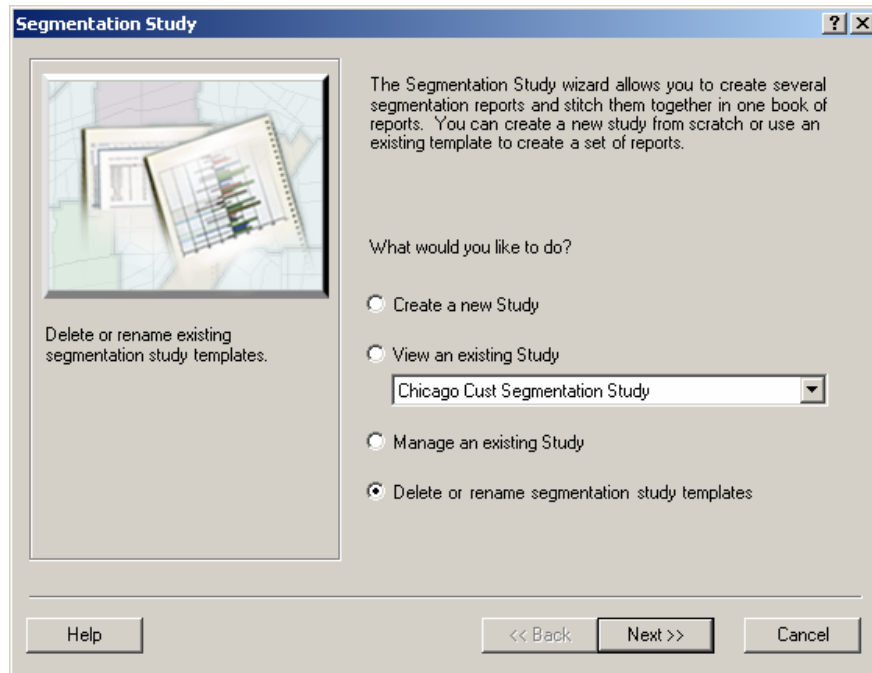 Segmentation Study
The Segmentation Study wizard allows you to create several
segmentation reports and stitch them together in one book of
reports.  You can create a new study from scratch or use an
existing template to create a set of reports.
What would you like to do?
Create a new Study
View an existing Study
Chicago Cust Segmentation Study
Manage an existing Study
Delete or rename segmentation study templates
Delete or rename existing
segmentation study templates.
Help
<< Back
Next >>
Cancel